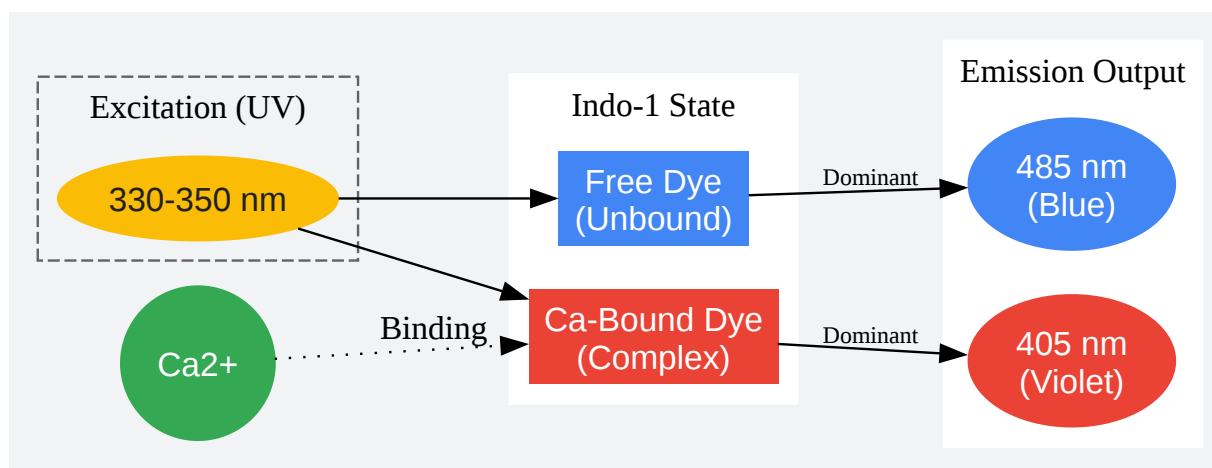 Excitation (UV)
330-350 nm
Ca2+
Binding
Indo-1 State
Free Dye
(Unbound)
Ca-Bound Dye
(Complex)
Dominant
Dominant
Emission Output
485 nm
(Blue)
405 nm
(Violet)